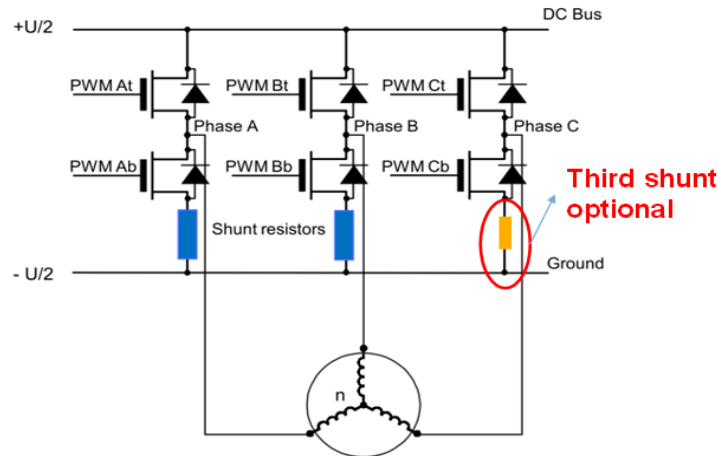 +U/2
DC Bus
PWM At
PWM Bt
PWM Ct
Phase A
Phase B
Phase C
PWM Ab
PWM Bb
PWM Cb
Third shunt
optional
Shunt resistors
Ground
- U/2
n